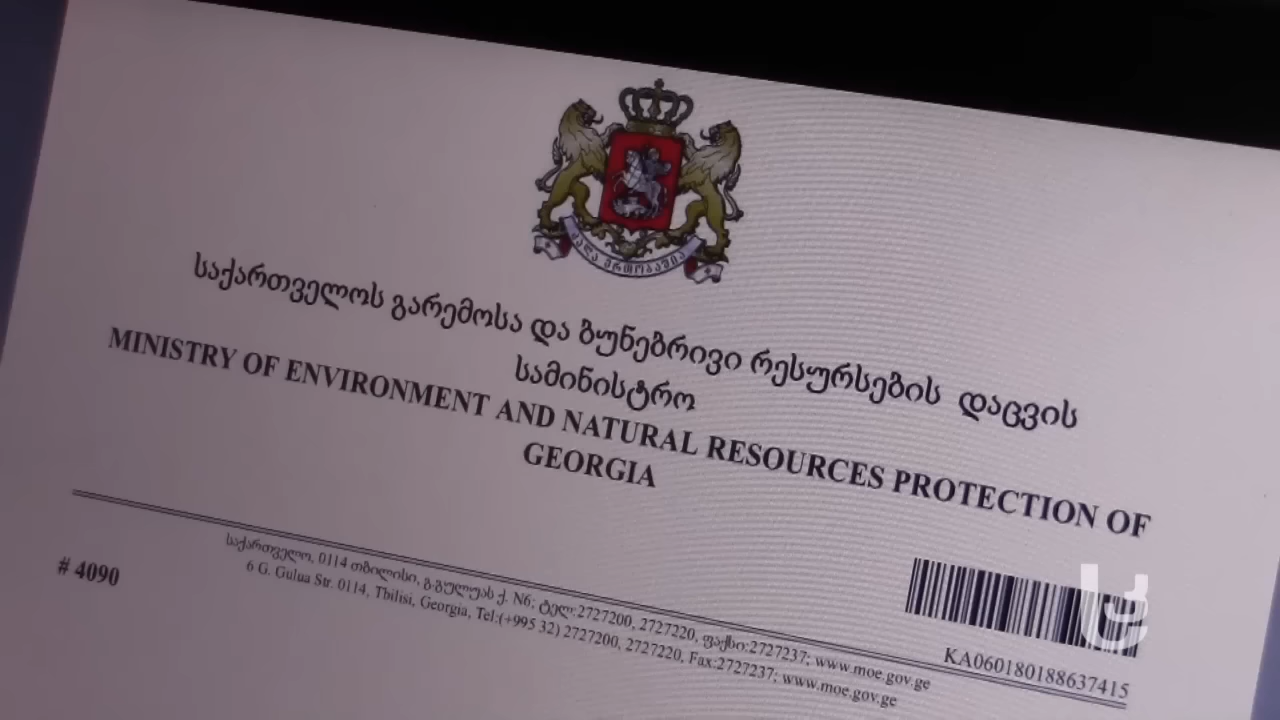 ძალა ერთობაშია
საქართველოს გარემოსა და ბუნებრივი რესურსების დაცვის
სამინისტრო
MINISTRY OF ENVIRONMENT AND NATURAL RESOURCES PROTECTION OF
GEORGIA
საქართველო, 0114 თბილისი, გ.გულუას ქ. N6; ტელ:2727200, 2727220, ფაქსი:2727237; www.moe.gov.ge
6 G. Gulua Str. 0114, Tbilisi, Georgia, Tel:(+995 32) 2727200, 2727220, Fax:2727237; www.moe.gov.ge
# 4090
KA060180188637415